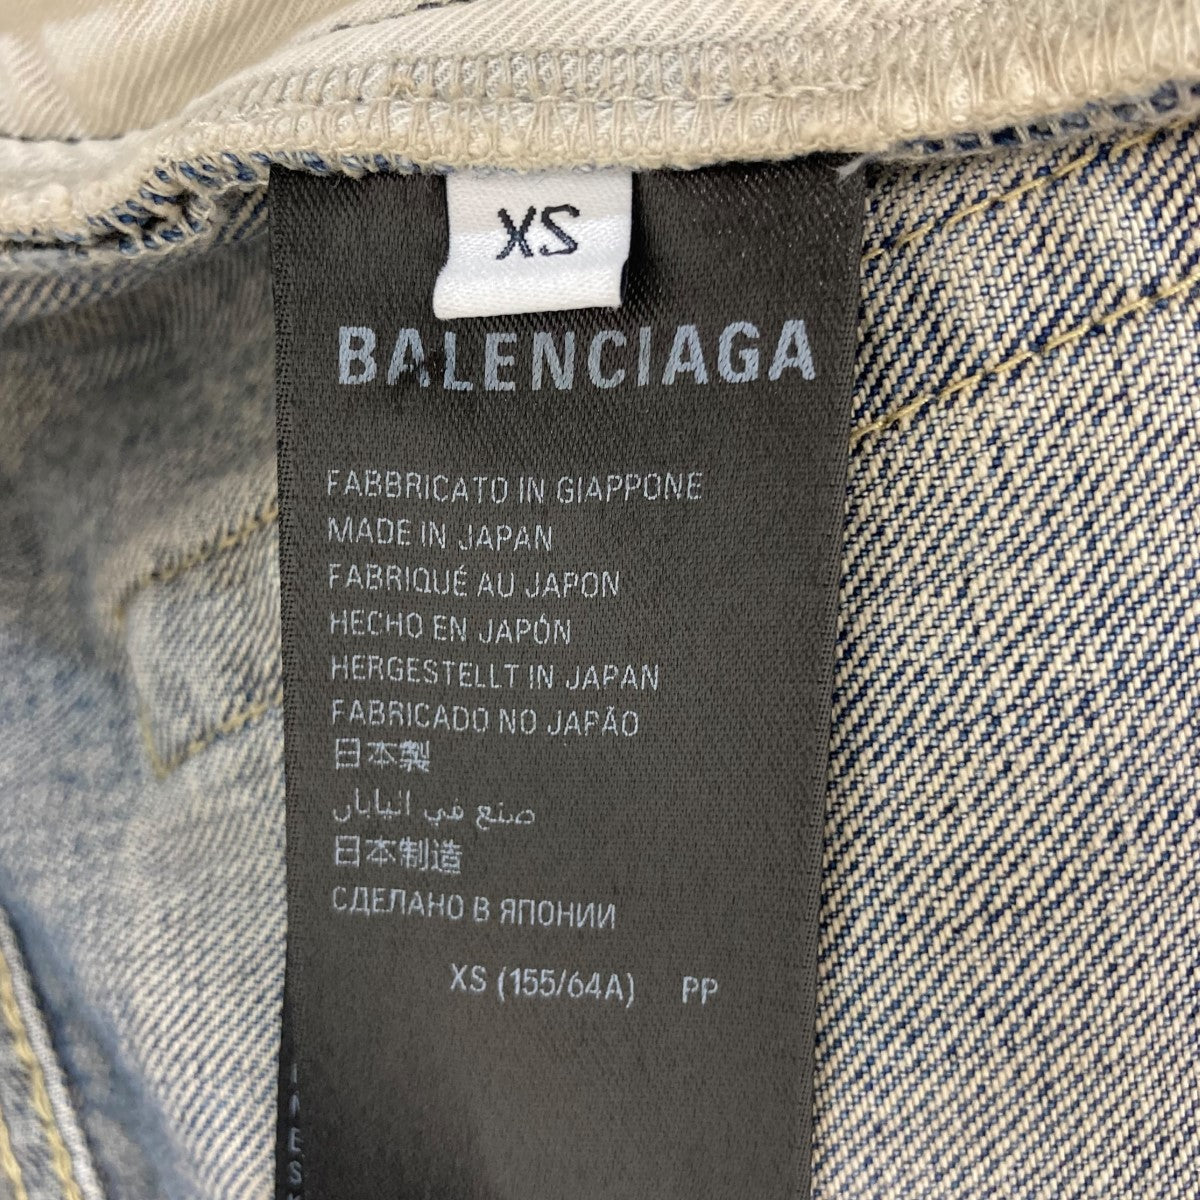 XS
BALENCIAGA
FABBRICATO IN GIAPPONE
MADE IN JAPAN
FABRIQUÉ AU JAPON
HECHO EN JAPÓN
HERGESTELLT IN JAPAN
FABRICADO NO JAPÃO
日本製
صنع في اليابان
日本制造
СДЕЛАНО В ЯПОНИИ
XS (155/64A) PP